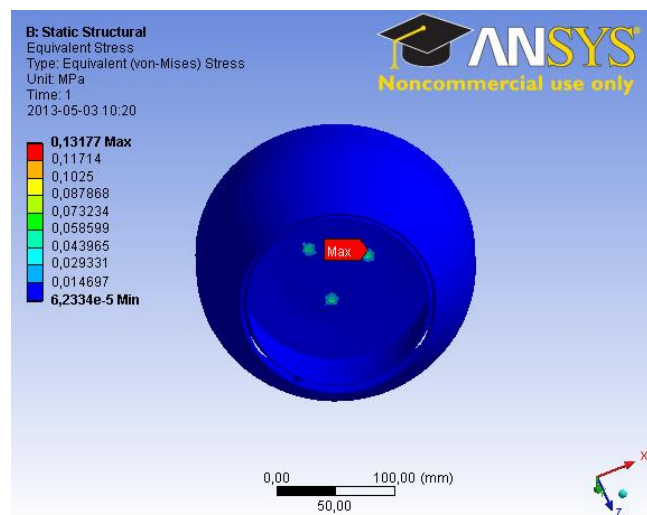 B: Static Structural
Equivalent Stress
Type: Equivalent (von-Mises) Stress
Unit: MPa
Time: 1
2013-05-03 10:20
ANSYS
Noncommercial use only
0,13177 Max
0,11714
0,1025
0,087868
0,073234
0,058599
0,043965
0,029331
0,014697
6,2334e-5 Min
Max
0,00 100,00 (mm)
50,00
X
Z